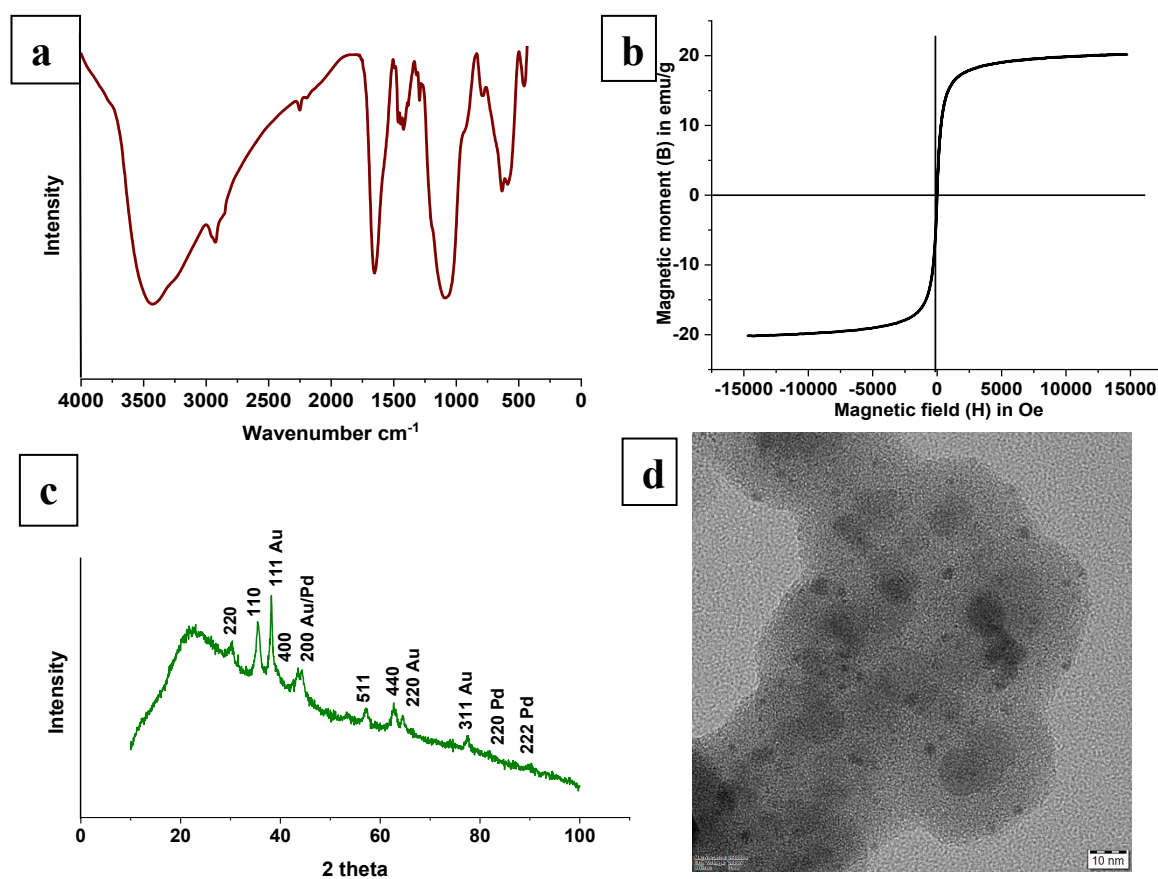 a
Intensity
4000 3500 3000 2500 2000 1500 1000 500 0
Wavenumber cm⁻¹
b
Magnetic moment (B) in emu/g
20
10
0
-10
-20
-15000 -10000 -5000 0 5000 10000 15000
Magnetic field (H) in Oe
c
Intensity
220
110
111 Au
400
200 Au/Pd
511
440
220 Au
311 Au
220 Pd
222 Pd
0 20 40 60 80 100
2 theta
d
10 nm